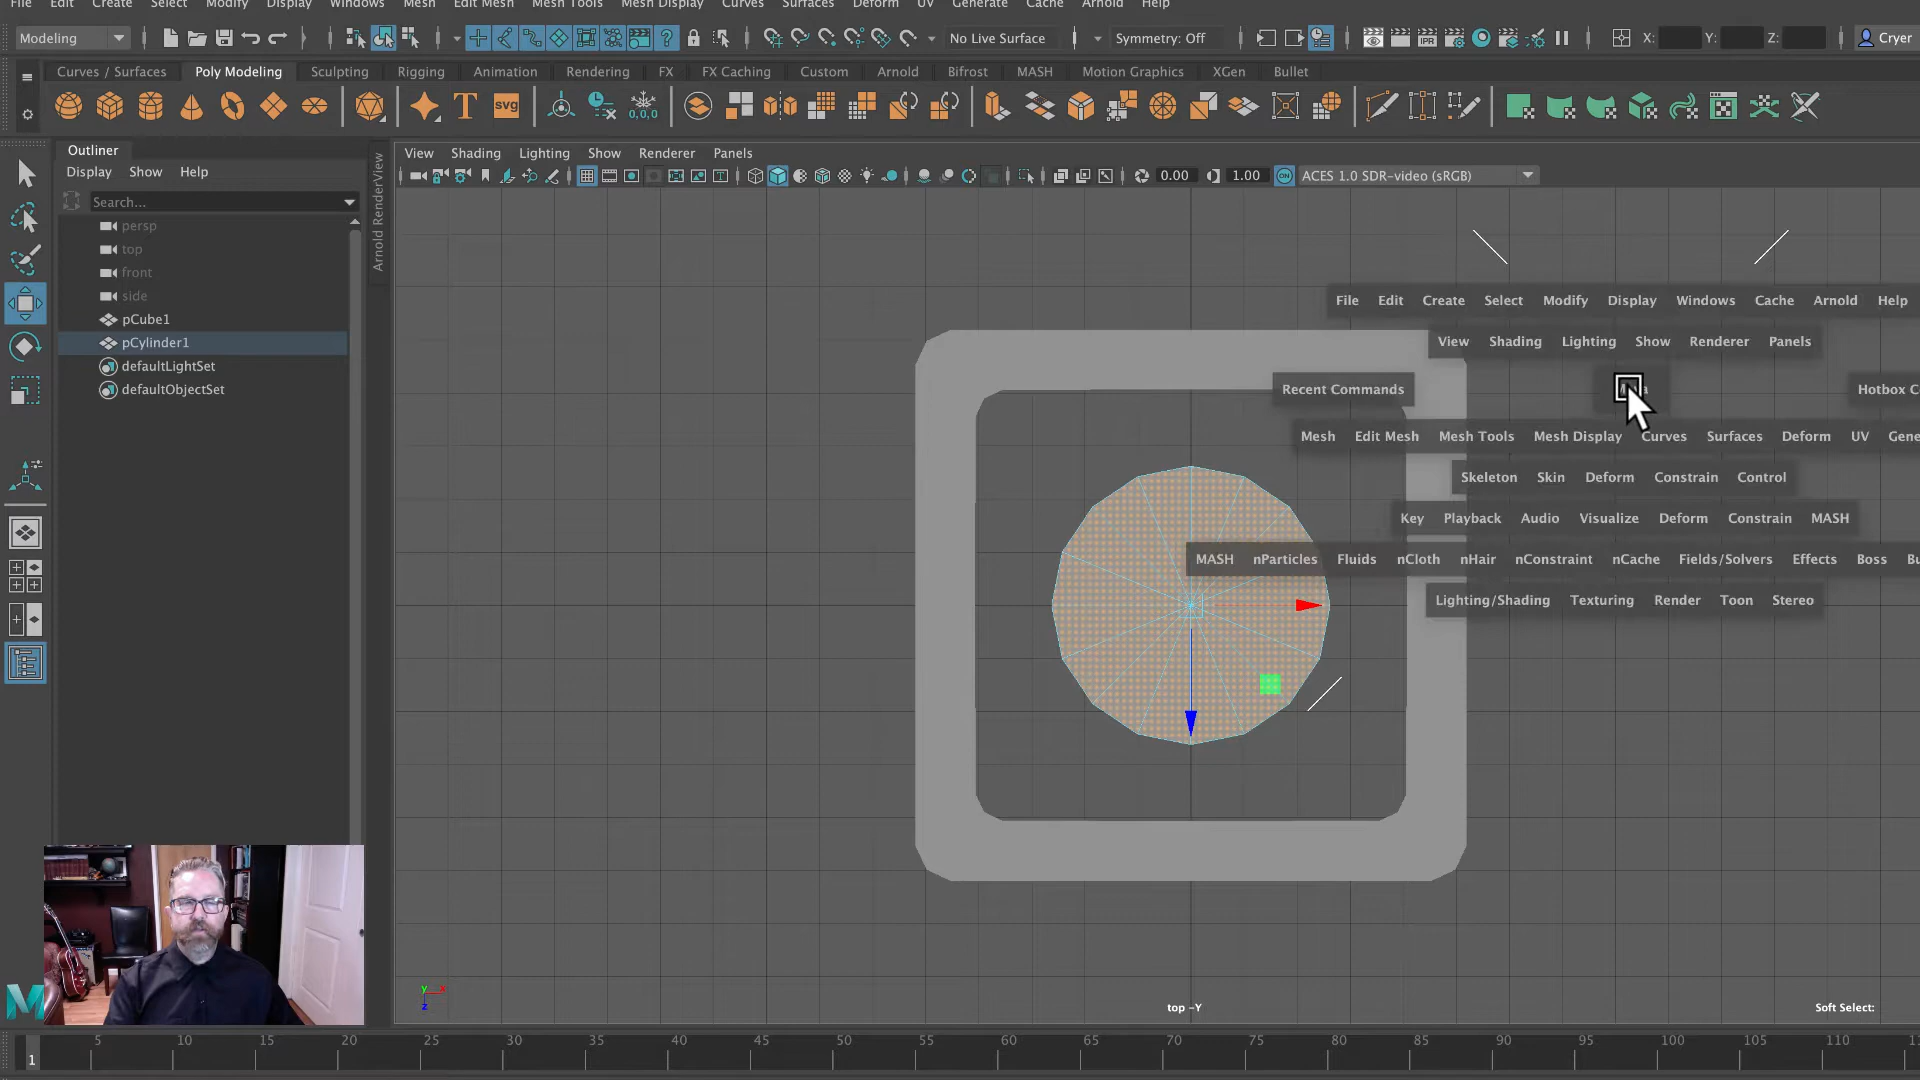 File Edit Create Select Modify Display Windows Mesh Edit Mesh Mesh Tools Mesh Display Curves Surfaces Deform UV Generate Cache Arnold Help
Modeling No Live Surface Symmetry: Off X: Y: Z: Cryer
Curves / Surfaces Poly Modeling Sculpting Rigging Animation Rendering FX FX Caching Custom Arnold Bifrost MASH Motion Graphics XGen Bullet
T svg 0,0,0
Outliner
Display Show Help
Search...
persp
top
front
side
pCube1
pCylinder1
defaultLightSet
defaultObjectSet
Arnold RenderView
View Shading Lighting Show Renderer Panels
0.00 1.00 ON ACES 1.0 SDR-video (sRGB)
File Edit Create Select Modify Display Windows Cache Arnold Help
View Shading Lighting Show Renderer Panels
Recent Commands Hotbox
Mesh Edit Mesh Mesh Tools Mesh Display Curves Surfaces Deform UV Gene
Skeleton Skin Deform Constrain Control
Key Playback Audio Visualize Deform Constrain MASH
MASH nParticles Fluids nCloth nHair nConstraint nCache Fields/Solvers Effects Boss Bu
Lighting/Shading Texturing Render Toon Stereo
y x
z
top -Y
Soft Select:
M
1 5 10 15 20 25 30 35 40 45 50 55 60 65 70 75 80 85 90 95 100 105 110